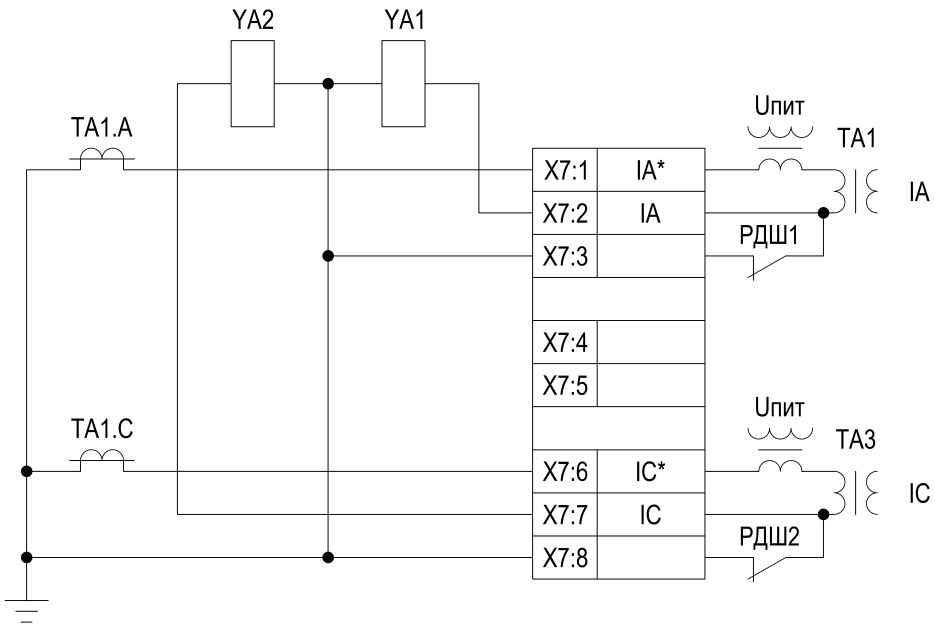 YA2
YA1
TA1.A
Uпит
TA1
X7:1 IA*
IA
X7:2 IA
РДШ1
X7:3
X7:4
X7:5
Uпит
TA1.C
TA3
X7:6 IC*
IC
X7:7 IC
РДШ2
X7:8